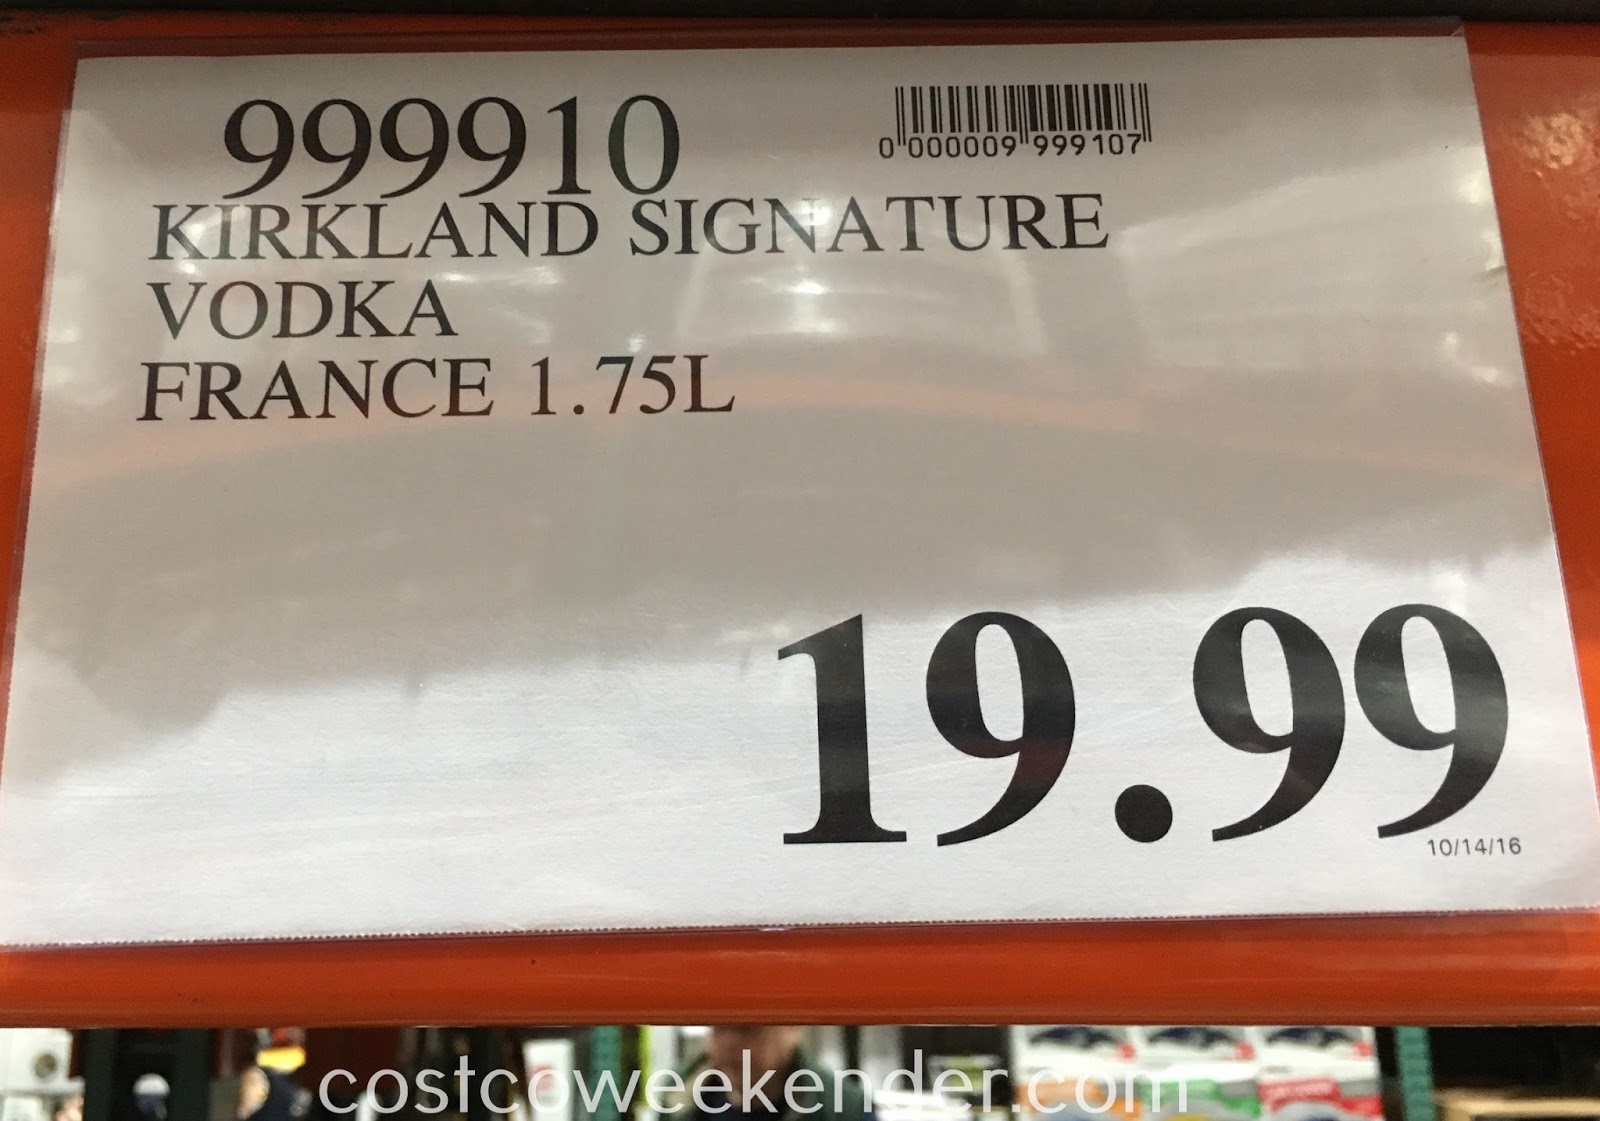 999910
0 000009 999107
KIRKLAND SIGNATURE
VODKA
FRANCE 1.75L
19.99
10/14/16
costcoweekender.com